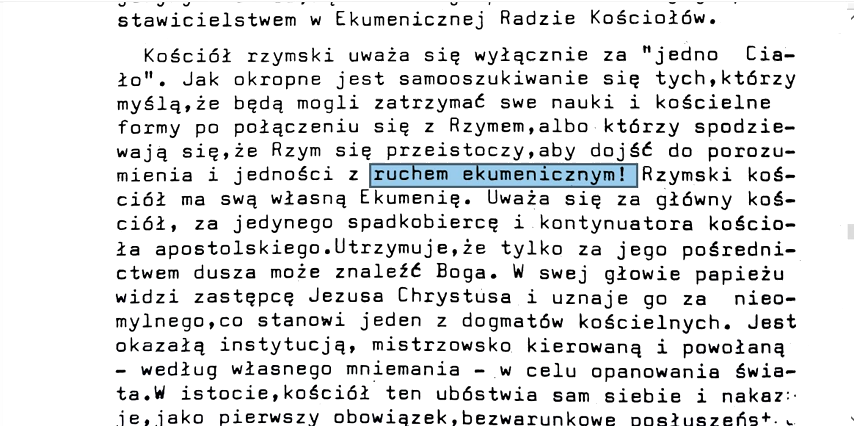 stawicielstwem w Ekumenicznej Radzie Kościołów.
Kościół rzymski uważa się wyłącznie za "jedno Cia-
ło". Jak okropne jest samooszukiwanie się tych,którzy
myślą,że będą mogli zatrzymać swe nauki i kościelne
formy po połączeniu się z Rzymem,albo którzy spodzie-
wają się,że Rzym się przeistoczy,aby dojść do porozu-
mienia i jedności z ruchem ekumenicznym! Rzymski koś-
ciół ma swą własną Ekumenię. Uważa się za główny koś-
ciół, za jedynego spadkobiercę i kontynuatora kościo-
ła apostolskiego.Utrzymuje,że tylko za jego pośredni-
ctwem dusza może znaleźć Boga. W swej głowie papieżu
widzi zastępcę Jezusa Chrystusa i uznaje go za nieo-
mylnego,co stanowi jeden z dogmatów kościelnych. Jest
okazałą instytucją, mistrzowsko kierowaną i powołaną
- według własnego mniemania - w celu opanowania świa-
ta.W istocie,kościół ten ubóstwia sam siebie i nakaz
je,jako pierwszy obowiązek,bezwarunkowe